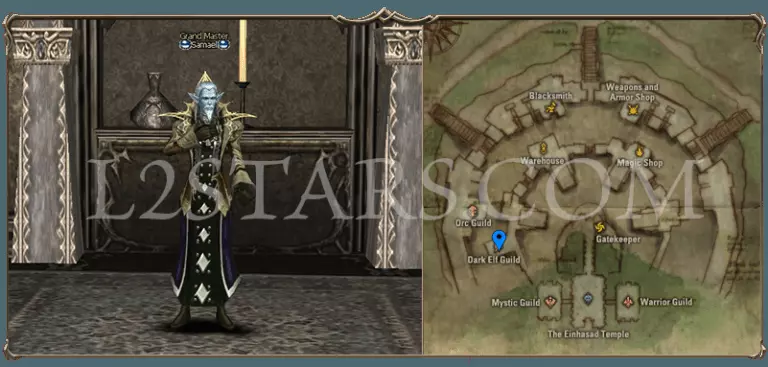 Grand Master
Samael
L2STARS.COM
Blacksmith
Weapons and
Armor Shop
Warehouse
Magic Shop
Orc Guild
Gatekeeper
Dark Elf Guild
Mystic Guild
Warrior Guild
The Einhasad Temple